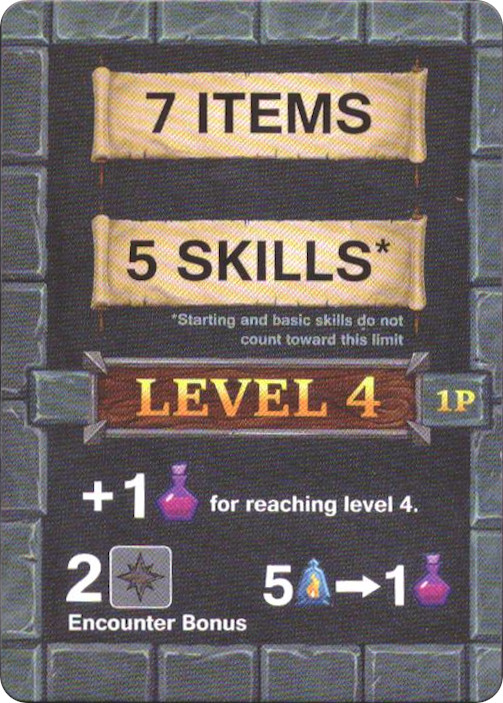 7 ITEMS
5 SKILLS*
*Starting and basic skills do not
count toward this limit
LEVEL 4
1P
+1 for reaching level 4.
2 5 1
Encounter Bonus